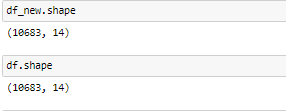 df_new.shape
(10683, 14)
df.shape
(10683, 14)